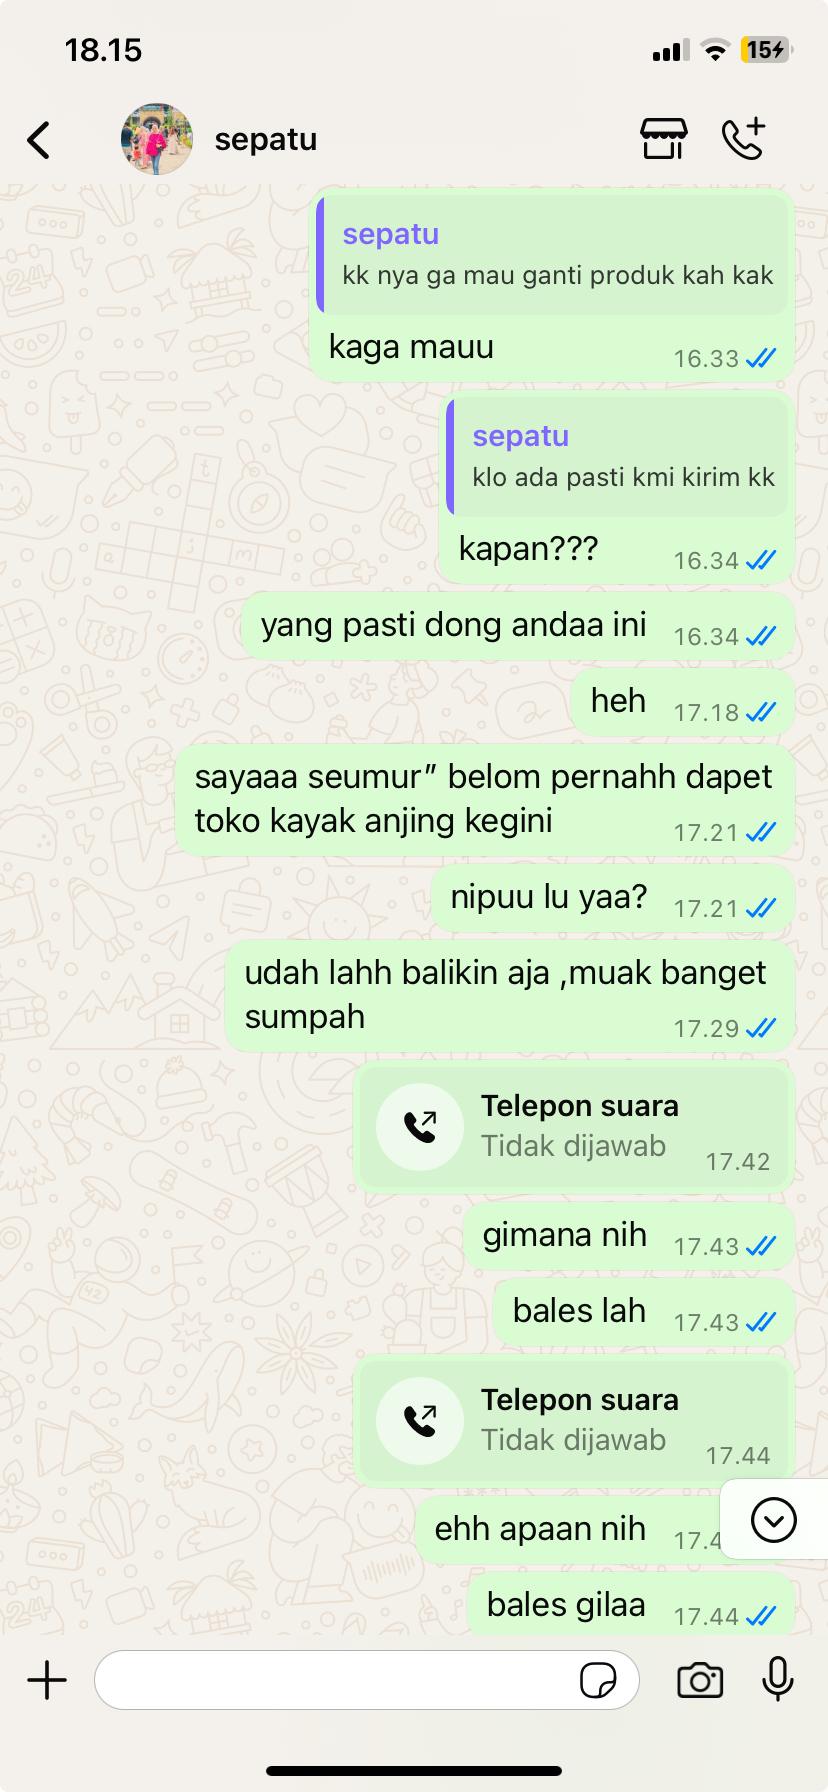 18.15
15
sepatu
sepatu
kk nya ga mau ganti produk kah kak
kaga mauu
16.33
sepatu
klo ada pasti kmi kirim kk
kapan???
16.34
yang pasti dong andaa ini
16.34
heh
17.18
sayaaa seumur” belom pernahh dapet
toko kayak anjing kegini
17.21
nipuu lu yaa?
17.21
udah lahh balikin aja ,muak banget
sumpah
17.29
Telepon suara
Tidak dijawab
17.42
gimana nih
17.43
bales lah
17.43
Telepon suara
Tidak dijawab
17.44
ehh apaan nih
17.4
bales gilaa
17.44